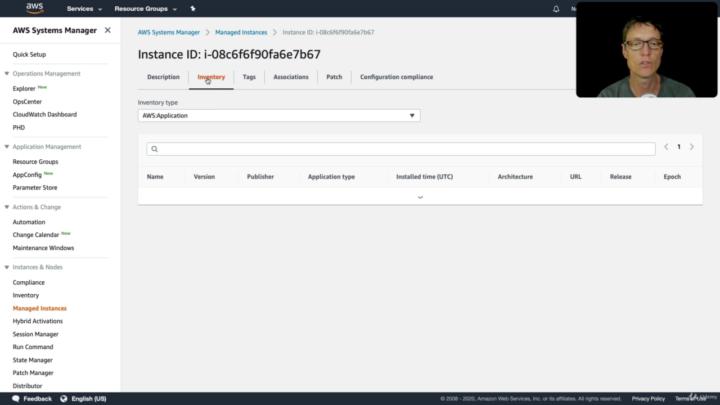 aws
Services
Resource Groups
AWS Systems Manager
AWS Systems Manager > Managed Instances > Instance ID: i-08c6f6f90fa6e7b67
Instance ID: i-08c6f6f90fa6e7b67
Quick Setup
Description
Inventory
Tags
Associations
Patch
Configuration compliance
Operations Management
Explorer New
OpsCenter
CloudWatch Dashboard
PHD
Inventory type
AWS:Application
1
Application Management
Resource Groups
AppConfig New
Parameter Store
Name
Version
Publisher
Application type
Installed time (UTC)
Architecture
URL
Release
Epoch
Actions & Change
Automation
Change Calendar New
Maintenance Windows
Instances & Nodes
Compliance
Inventory
Managed Instances
Hybrid Activations
Session Manager
Run Command
State Manager
Patch Manager
Distributor
Feedback
English (US)
© 2008 - 2020, Amazon Web Services, Inc. or its affiliates. All rights reserved.
Privacy Policy
Terms of Use